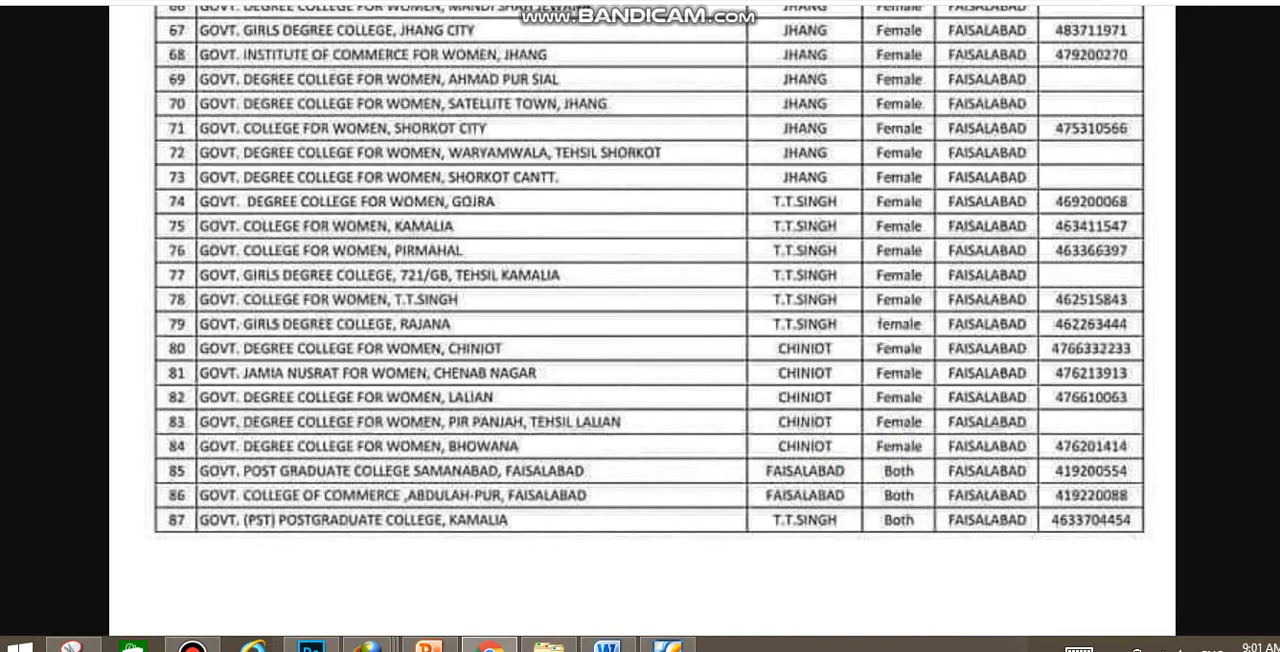 66 GOVT. DEGREE COLLEGE FOR WOMEN, MANDI SHAH JEWANA JHANG Female FAISALABAD
WWW.BANDICAM.COM
67 GOVT. GIRLS DEGREE COLLEGE, JHANG CITY JHANG Female FAISALABAD 483711971
68 GOVT. INSTITUTE OF COMMERCE FOR WOMEN, JHANG JHANG Female FAISALABAD 479200270
69 GOVT. DEGREE COLLEGE FOR WOMEN, AHMAD PUR SIAL JHANG Female FAISALABAD
70 GOVT. DEGREE COLLEGE FOR WOMEN, SATELLITE TOWN, JHANG JHANG Female FAISALABAD
71 GOVT. COLLEGE FOR WOMEN, SHORKOT CITY JHANG Female FAISALABAD 475310566
72 GOVT. DEGREE COLLEGE FOR WOMEN, WARYAMWALA, TEHSIL SHORKOT JHANG Female FAISALABAD
73 GOVT. DEGREE COLLEGE FOR WOMEN, SHORKOT CANTT. JHANG Female FAISALABAD
74 GOVT. DEGREE COLLEGE FOR WOMEN, GOJRA T.T.SINGH Female FAISALABAD 469200068
75 GOVT. COLLEGE FOR WOMEN, KAMALIA T.T.SINGH Female FAISALABAD 463411547
76 GOVT. COLLEGE FOR WOMEN, PIRMAHAL T.T.SINGH Female FAISALABAD 463366397
77 GOVT. GIRLS DEGREE COLLEGE, 721/GB, TEHSIL KAMALIA T.T.SINGH Female FAISALABAD
78 GOVT. COLLEGE FOR WOMEN, T.T.SINGH T.T.SINGH Female FAISALABAD 462515843
79 GOVT. GIRLS DEGREE COLLEGE, RAJANA T.T.SINGH female FAISALABAD 462263444
80 GOVT. DEGREE COLLEGE FOR WOMEN, CHINIOT CHINIOT Female FAISALABAD 4766332233
81 GOVT. JAMIA NUSRAT FOR WOMEN, CHENAB NAGAR CHINIOT Female FAISALABAD 476213913
82 GOVT. DEGREE COLLEGE FOR WOMEN, LALIAN CHINIOT Female FAISALABAD 476610063
83 GOVT. DEGREE COLLEGE FOR WOMEN, PIR PANJAH, TEHSIL LALIAN CHINIOT Female FAISALABAD
84 GOVT. DEGREE COLLEGE FOR WOMEN, BHOWANA CHINIOT Female FAISALABAD 476201414
85 GOVT. POST GRADUATE COLLEGE SAMANABAD, FAISALABAD FAISALABAD Both FAISALABAD 419200554
86 GOVT. COLLEGE OF COMMERCE ,ABDULAH-PUR, FAISALABAD FAISALABAD Both FAISALABAD 419220088
87 GOVT. (PST) POSTGRADUATE COLLEGE, KAMALIA T.T.SINGH Both FAISALABAD 4633704454
9:01 AM